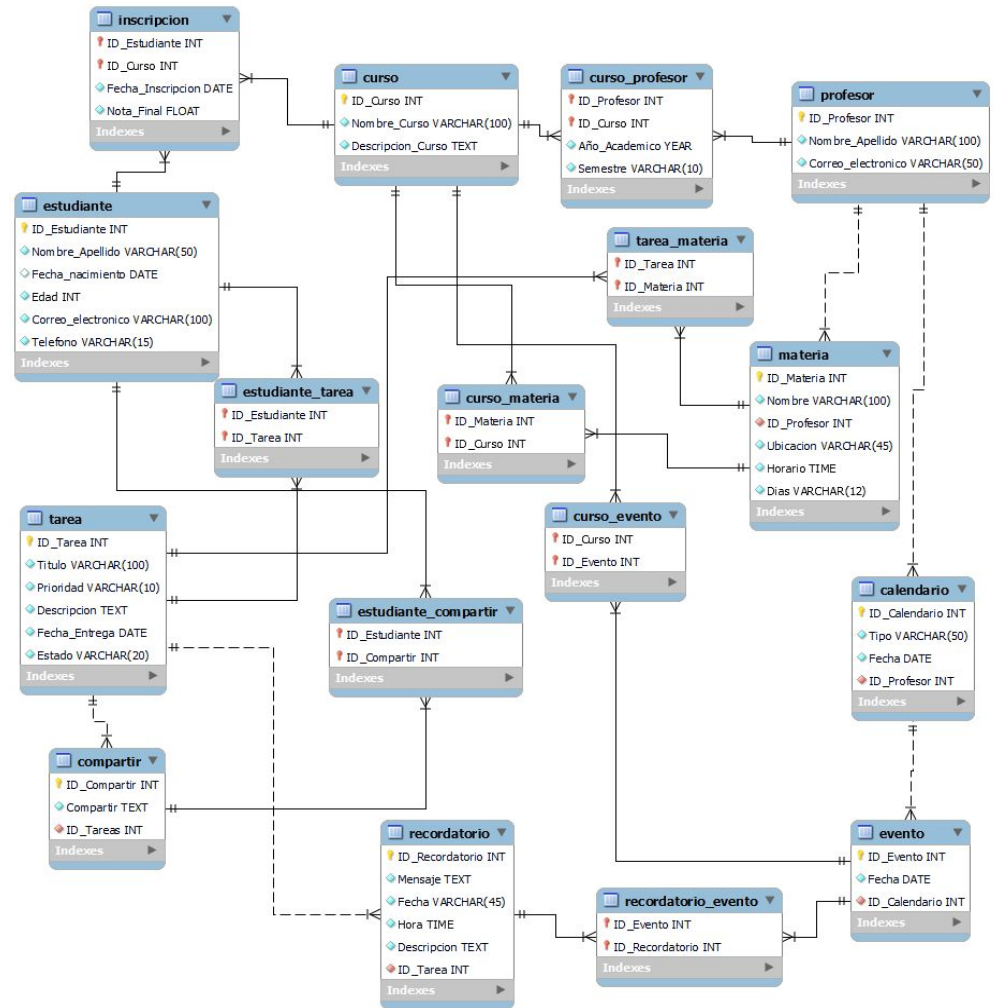 inscripcion
ID_Estudiante INT
ID_Curso INT
Fecha_Inscripcion DATE
Nota_Final FLOAT
Indexes
curso
ID_Curso INT
Nombre_Curso VARCHAR(100)
Descripcion_Curso TEXT
Indexes
curso_profesor
ID_Profesor INT
ID_Curso INT
Año_Academico YEAR
Semestre VARCHAR(10)
Indexes
profesor
ID_Profesor INT
Nombre_Apellido VARCHAR(100)
Correo_electronico VARCHAR(50)
Indexes
estudiante
ID_Estudiante INT
Nombre_Apellido VARCHAR(50)
Fecha_nacimiento DATE
Edad INT
Correo_electronico VARCHAR(100)
Telefono VARCHAR(15)
Indexes
tarea_materia
ID_Tarea INT
ID_Materia INT
Indexes
materia
ID_Materia INT
Nombre VARCHAR(100)
ID_Profesor INT
Ubicacion VARCHAR(45)
Horario TIME
Dias VARCHAR(12)
Indexes
estudiante_tarea
ID_Estudiante INT
ID_Tarea INT
Indexes
curso_materia
ID_Materia INT
ID_Curso INT
Indexes
tarea
ID_Tarea INT
Titulo VARCHAR(100)
Prioridad VARCHAR(10)
Descripcion TEXT
Fecha_Entrega DATE
Estado VARCHAR(20)
Indexes
curso_evento
ID_Curso INT
ID_Evento INT
Indexes
estudiante_compartir
ID_Estudiante INT
ID_Compartir INT
Indexes
calendario
ID_Calendario INT
Tipo VARCHAR(50)
Fecha DATE
ID_Profesor INT
Indexes
compartir
ID_Compartir INT
Compartir TEXT
ID_Tareas INT
Indexes
recordatorio
ID_Recordatorio INT
Mensaje TEXT
Fecha VARCHAR(45)
Hora TIME
Descripcion TEXT
ID_Tarea INT
Indexes
recordatorio_evento
ID_Evento INT
ID_Recordatorio INT
Indexes
evento
ID_Evento INT
Fecha DATE
ID_Calendario INT
Indexes